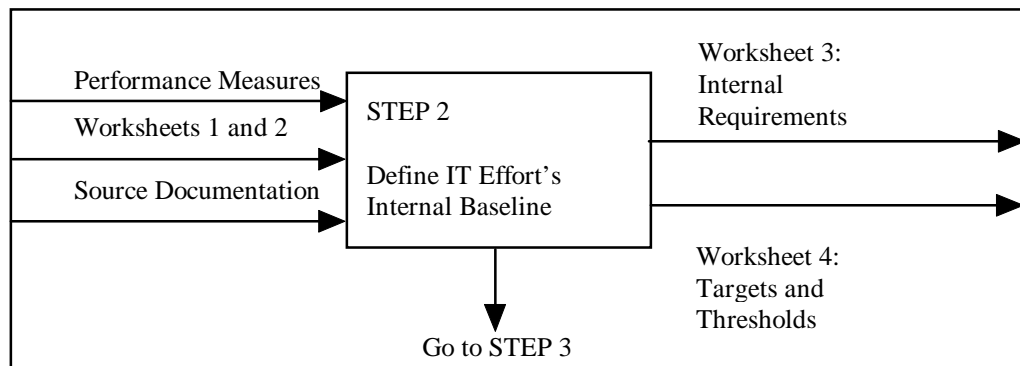 Performance Measures
Worksheets 1 and 2
Source Documentation
STEP 2
Define IT Effort's
Internal Baseline
Worksheet 3:
Internal
Requirements
Worksheet 4:
Targets and
Thresholds
Go to STEP 3